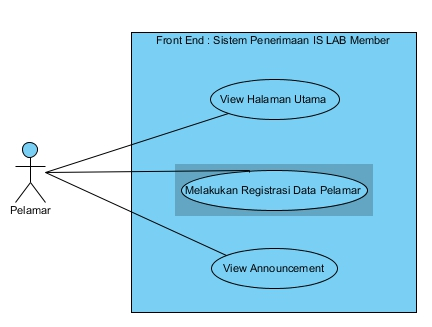 Front End : Sistem Penerimaan IS LAB Member
View Halaman Utama
Melakukan Registrasi Data Pelamar
Pelamar
View Announcement